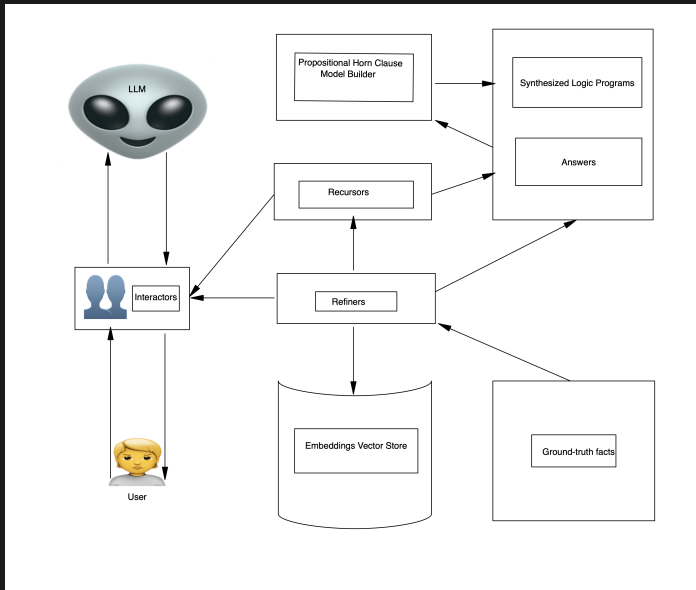 LLM
Propositional Horn Clause
Model Builder
Synthesized Logic Programs
Answers
Recursors
Interactors
Refiners
Embeddings Vector Store
Ground-truth facts
User